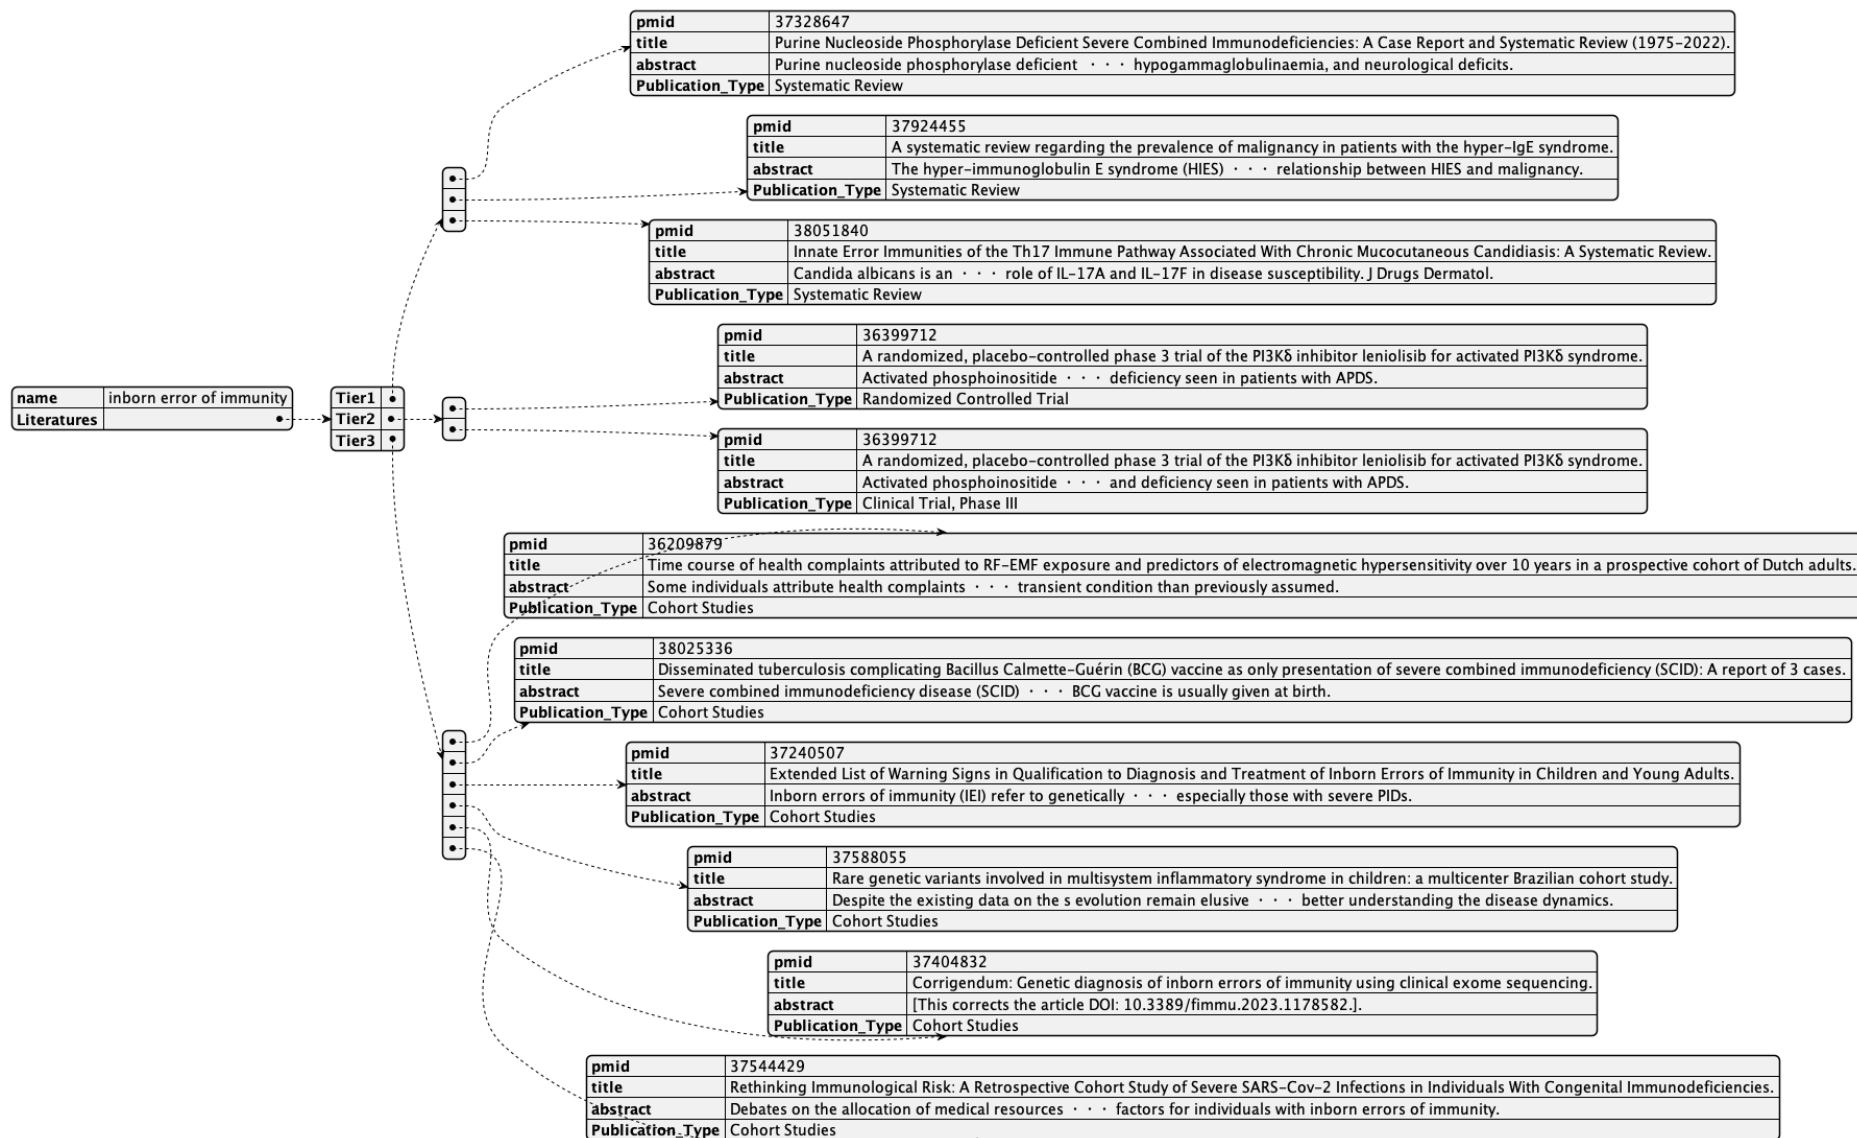 pmid 37328647
title Purine Nucleoside Phosphorylase Deficient Severe Combined Immunodeficiencies: A Case Report and Systematic Review (1975-2022).
abstract Purine nucleoside phosphorylase deficient · · · hypogammaglobulinaemia, and neurological deficits.
Publication_Type Systematic Review
pmid 37924455
title A systematic review regarding the prevalence of malignancy in patients with the hyper-IgE syndrome.
abstract The hyper-immunoglobulin E syndrome (HIES) · · · relationship between HIES and malignancy.
Publication_Type Systematic Review
pmid 38051840
title Innate Error Immunities of the Th17 Immune Pathway Associated With Chronic Mucocutaneous Candidiasis: A Systematic Review.
abstract Candida albicans is an · · · role of IL-17A and IL-17F in disease susceptibility. J Drugs Dermatol.
Publication_Type Systematic Review
name inborn error of immunity
Literatures
Tier1
Tier2
Tier3
pmid 36399712
title A randomized, placebo-controlled phase 3 trial of the PI3Kδ inhibitor leniolisib for activated PI3Kδ syndrome.
abstract Activated phosphoinositide · · · deficiency seen in patients with APDS.
Publication_Type Randomized Controlled Trial
pmid 36399712
title A randomized, placebo-controlled phase 3 trial of the PI3Kδ inhibitor leniolisib for activated PI3Kδ syndrome.
abstract Activated phosphoinositide · · · and deficiency seen in patients with APDS.
Publication_Type Clinical Trial, Phase III
pmid 36209879
title Time course of health complaints attributed to RF-EMF exposure and predictors of electromagnetic hypersensitivity over 10 years in a prospective cohort of Dutch adults.
abstract Some individuals attribute health complaints · · · transient condition than previously assumed.
Publication_Type Cohort Studies
pmid 38025336
title Disseminated tuberculosis complicating Bacillus Calmette-Guérin (BCG) vaccine as only presentation of severe combined immunodeficiency (SCID): A report of 3 cases.
abstract Severe combined immunodeficiency disease (SCID) · · · BCG vaccine is usually given at birth.
Publication_Type Cohort Studies
pmid 37240507
title Extended List of Warning Signs in Qualification to Diagnosis and Treatment of Inborn Errors of Immunity in Children and Young Adults.
abstract Inborn errors of immunity (IEI) refer to genetically · · · especially those with severe PIDs.
Publication_Type Cohort Studies
pmid 37588055
title Rare genetic variants involved in multisystem inflammatory syndrome in children: a multicenter Brazilian cohort study.
abstract Despite the existing data on the s evolution remain elusive · · · better understanding the disease dynamics.
Publication_Type Cohort Studies
pmid 37404832
title Corrigendum: Genetic diagnosis of inborn errors of immunity using clinical exome sequencing.
abstract [This corrects the article DOI: 10.3389/fimmu.2023.1178582.].
Publication_Type Cohort Studies
pmid 37544429
title Rethinking Immunological Risk: A Retrospective Cohort Study of Severe SARS-Cov-2 Infections in Individuals With Congenital Immunodeficiencies.
abstract Debates on the allocation of medical resources · · · factors for individuals with inborn errors of immunity.
Publication_Type Cohort Studies